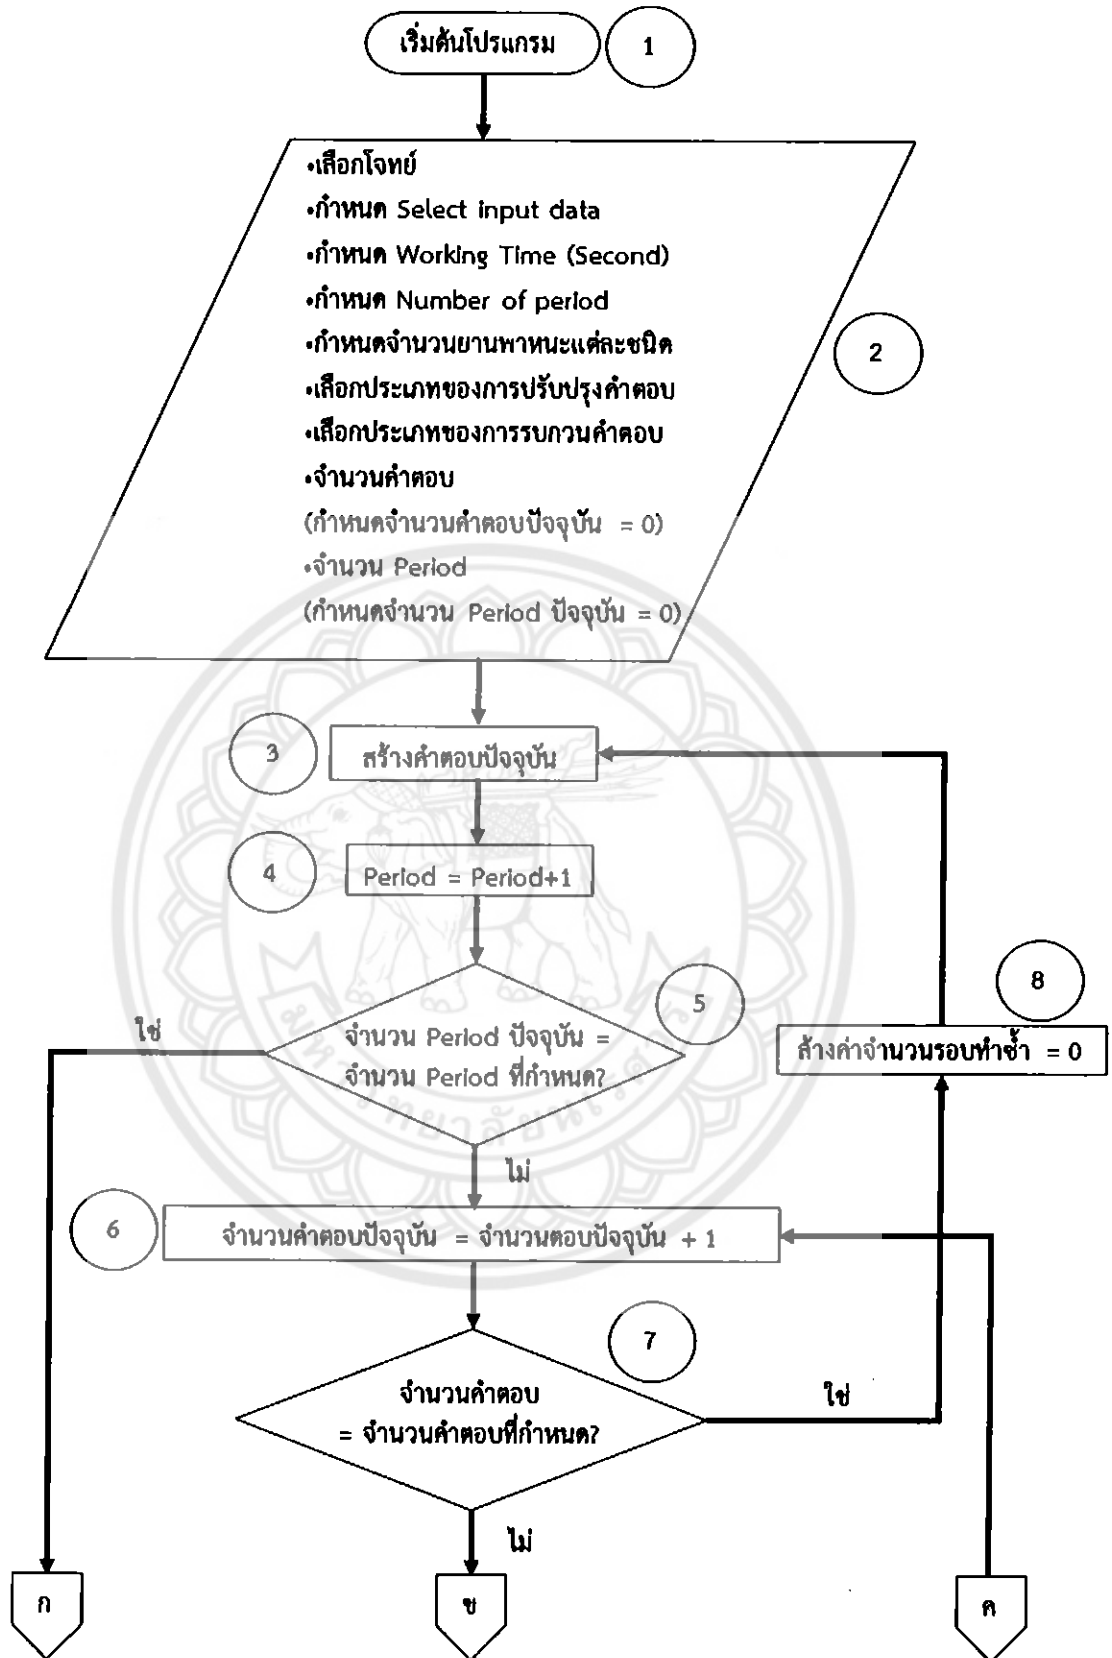 เริ่มต้นโปรแกรม
1
•เลือกโจทย์
•กำหนด Select input data
•กำหนด Working Time (Second)
•กำหนด Number of period
•กำหนดจำนวนยานพาหนะแต่ละชนิด
2
•เลือกประเภทของการปรับปรุงคำตอบ
•เลือกประเภทของการรบกวนคำตอบ
•จำนวนคำตอบ
(กำหนดจำนวนคำตอบปัจจุบัน = 0)
•จำนวน Period
(กำหนดจำนวน Period ปัจจุบัน = 0)
3
สร้างคำตอบปัจจุบัน
4
Period = Period+1
5
8
ใช่
จำนวน Period ปัจจุบัน =
จำนวน Period ที่กำหนด?
ล้างค่าจำนวนรอบทำซ้ำ = 0
มหาวิทยาลัยนเรศวร
ไม่
6
จำนวนคำตอบปัจจุบัน = จำนวนตอบปัจจุบัน + 1
7
จำนวนคำตอบ
= จำนวนคำตอบที่กำหนด?
ใช่
ไม่
ก
ข
ค